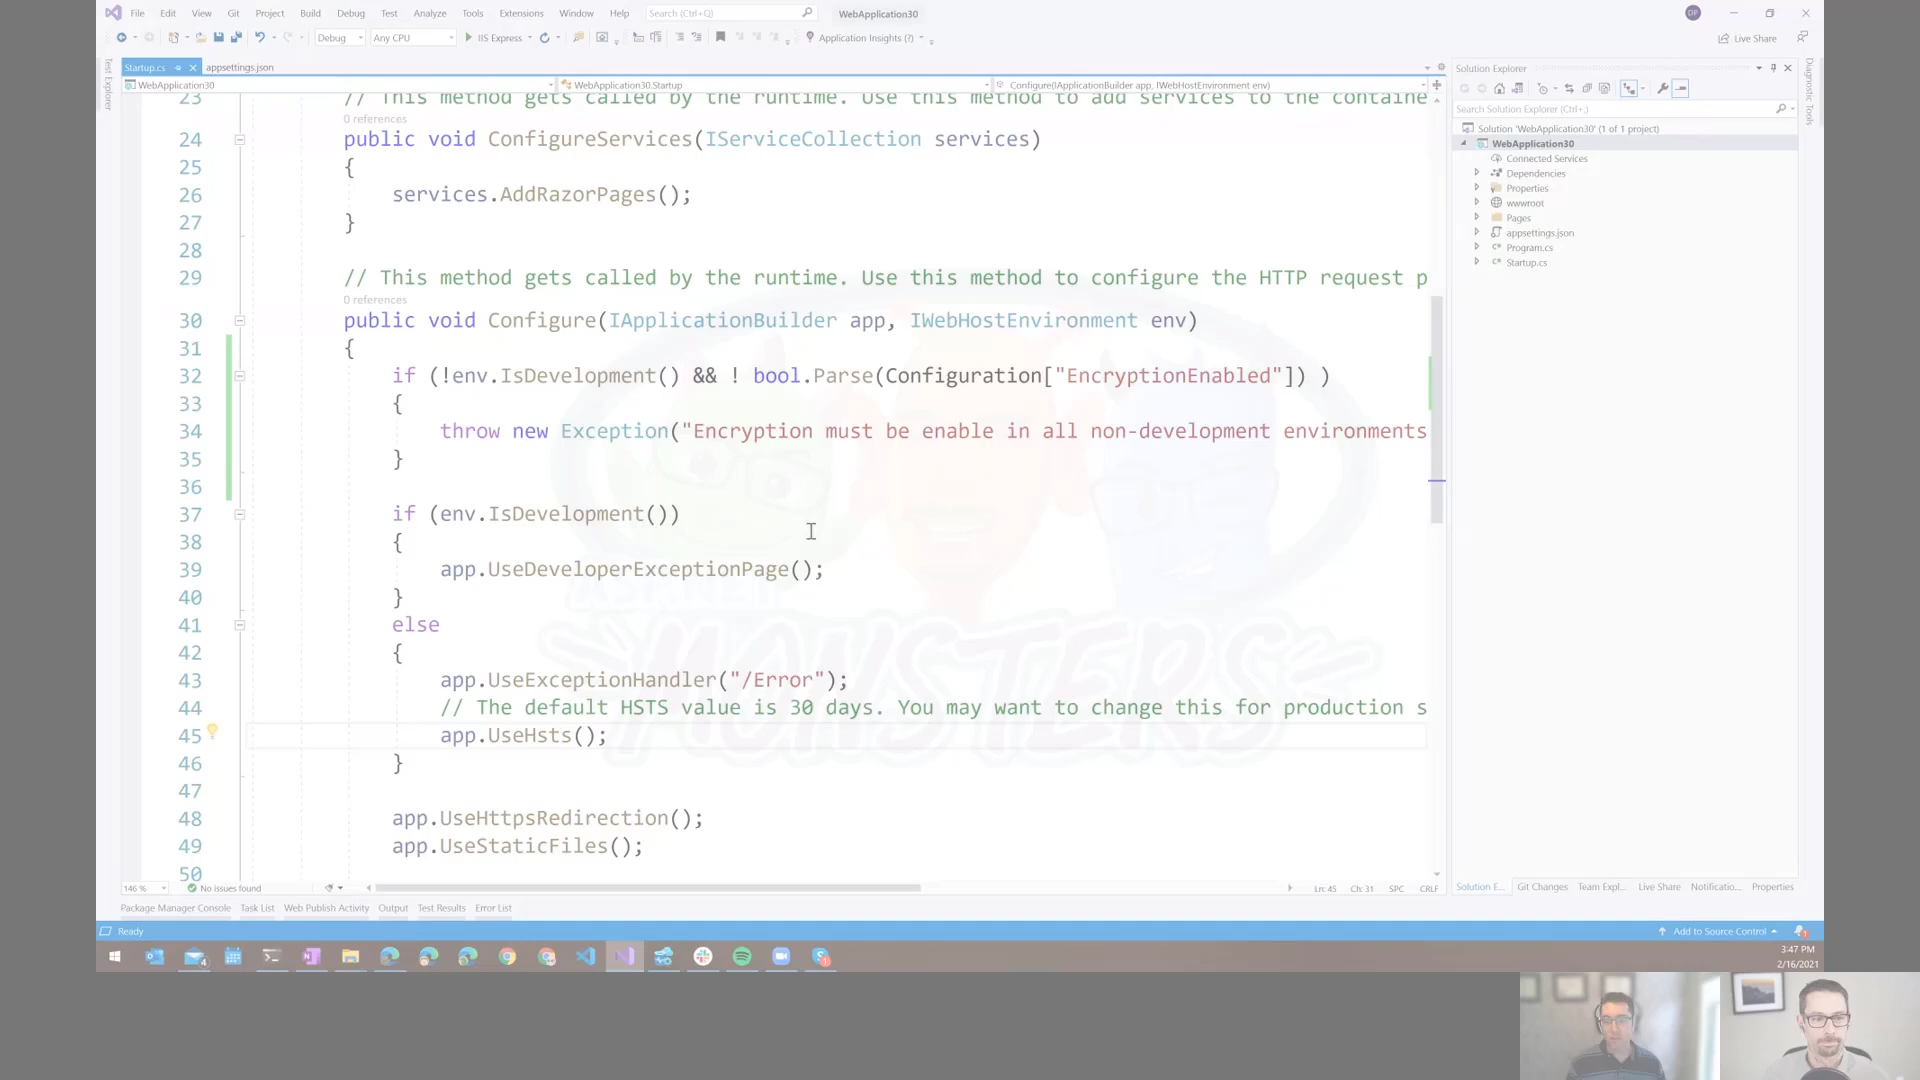 File Edit View Git Project Build Debug Test Analyze Tools Extensions Window Help Search (Ctrl+Q) WebApplication30 DP
Debug Any CPU IIS Express Application Insights (?) Live Share
Test Explorer
Startup.cs appsettings.json
WebApplication30 WebApplication30.Startup Configure(IApplicationBuilder app, IWebHostEnvironment env)
23 // This method gets called by the runtime. Use this method to add services to the containe
0 references
24 public void ConfigureServices(IServiceCollection services)
25 {
26 services.AddRazorPages();
27 }
28
29 // This method gets called by the runtime. Use this method to configure the HTTP request p
0 references
30 public void Configure(IApplicationBuilder app, IWebHostEnvironment env)
31 {
32 if (!env.IsDevelopment() && ! bool.Parse(Configuration["EncryptionEnabled"]) )
33 {
34 throw new Exception("Encryption must be enable in all non-development environments
35 }
36
37 if (env.IsDevelopment())
38 {
39 app.UseDeveloperExceptionPage();
40 }
41 else
42 {
43 app.UseExceptionHandler("/Error");
44 // The default HSTS value is 30 days. You may want to change this for production s
45 app.UseHsts();
46 }
47
48 app.UseHttpsRedirection();
49 app.UseStaticFiles();
50
ASP.NET
MONSTERS
146 % No issues found Ln: 45 Ch: 31 SPC CRLF
Package Manager Console Task List Web Publish Activity Output Test Results Error List
Solution Explorer
Search Solution Explorer (Ctrl+;)
Solution 'WebApplication30' (1 of 1 project)
WebApplication30
Connected Services
Dependencies
Properties
wwwroot
Pages
appsettings.json
Program.cs
Startup.cs
Diagnostic Tools
Solution E... Git Changes Team Expl... Live Share Notificatio... Properties
Ready Add to Source Control 1
4
3:47 PM
2/16/2021